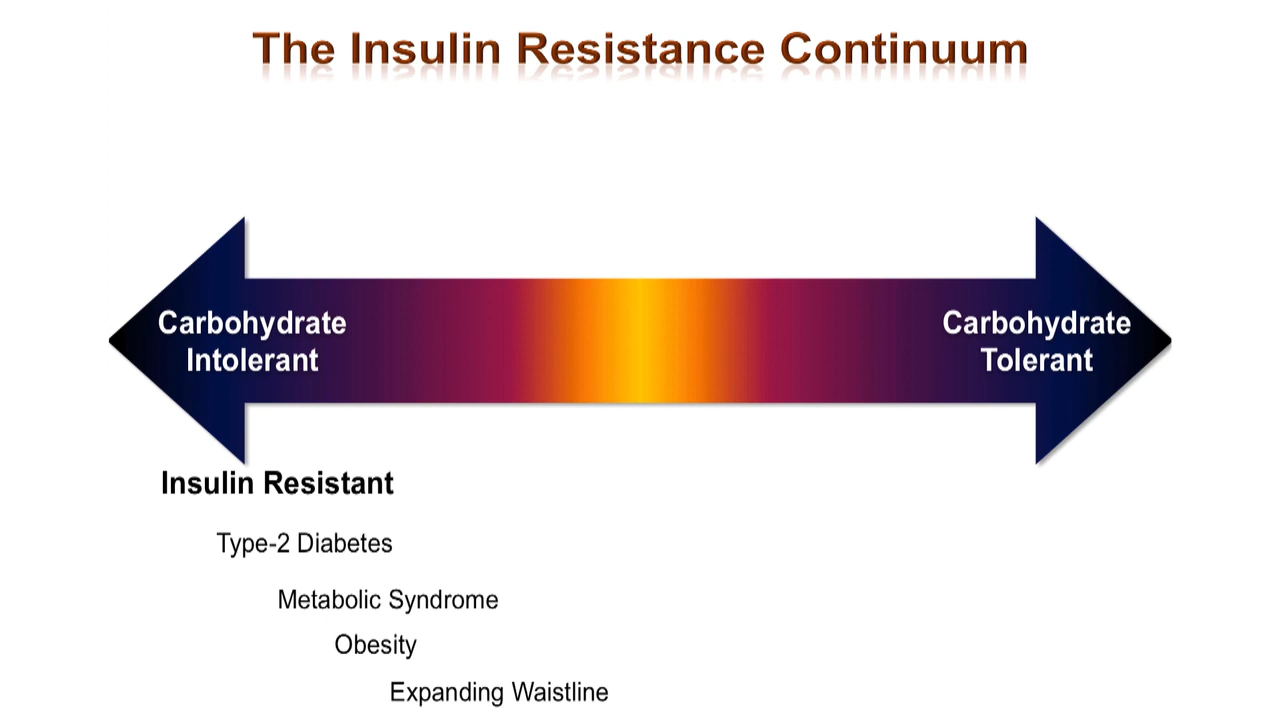 The Insulin Resistance Continuum
Carbohydrate
Intolerant
Carbohydrate
Tolerant
Insulin Resistant
Type-2 Diabetes
Metabolic Syndrome
Obesity
Expanding Waistline